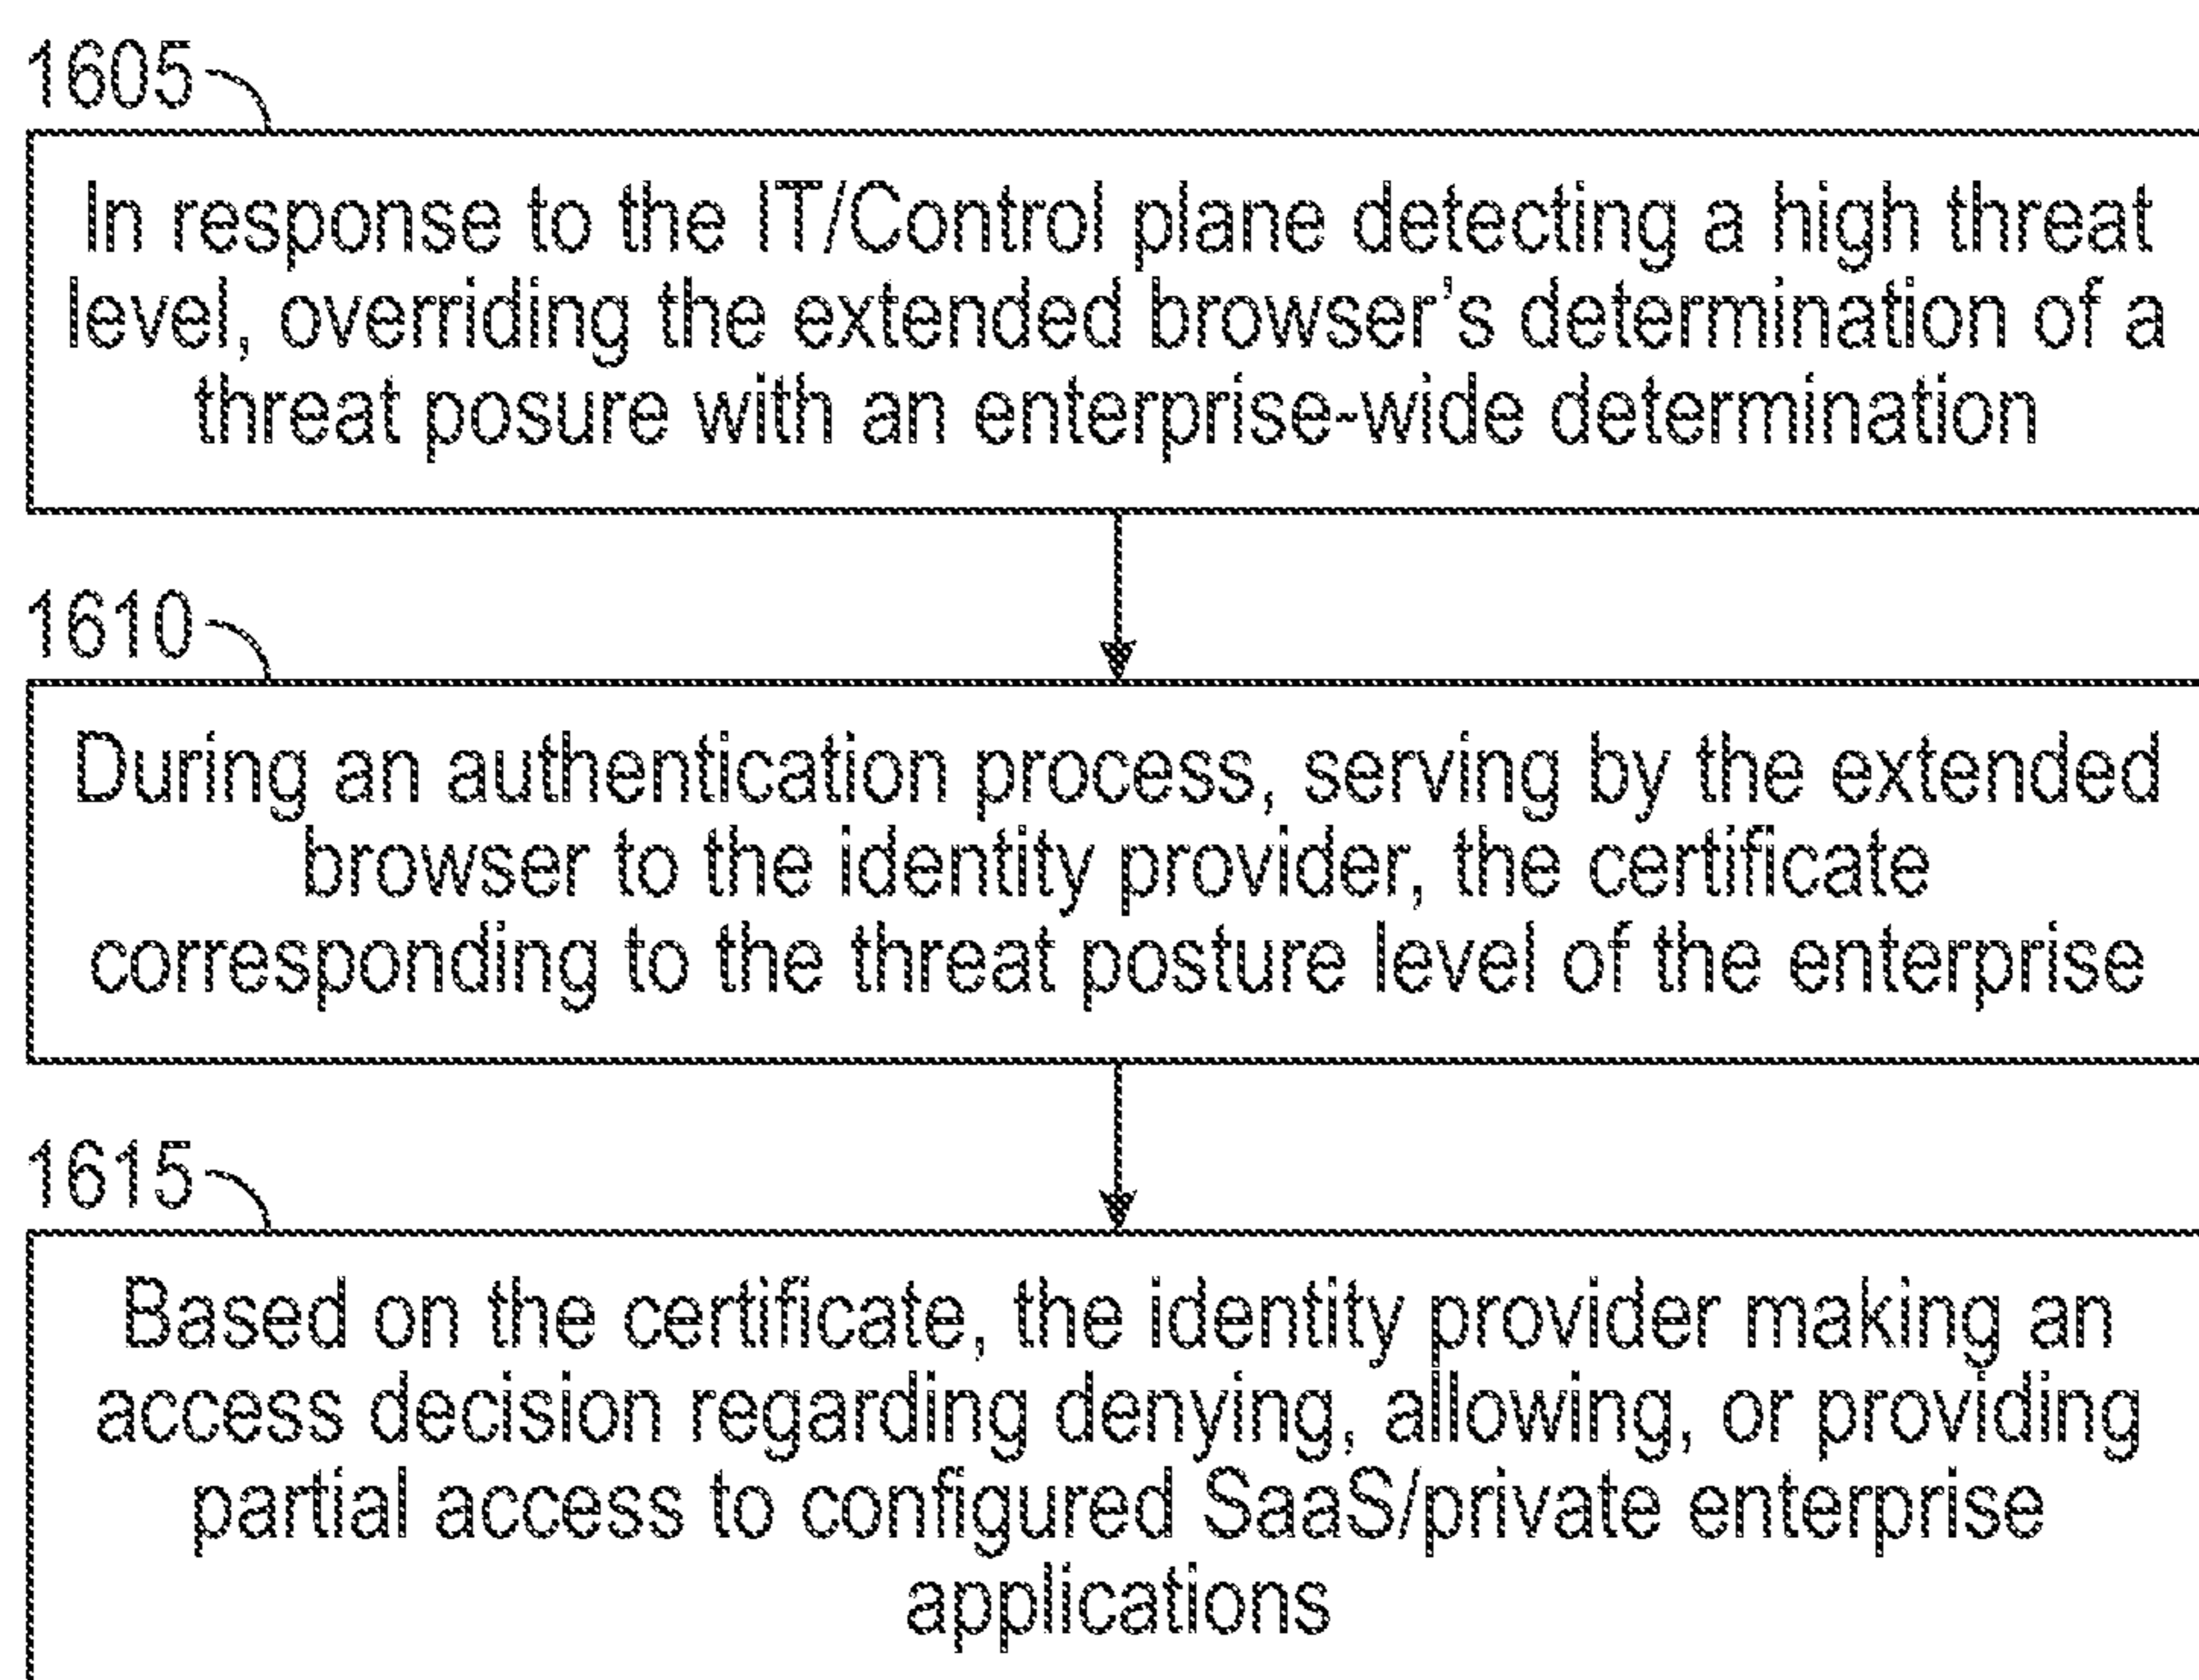 1605
In response to the IT/Control plane detecting a high threat
level, overriding the extended browser's determination of a
threat posure with an enterprise-wide determination
1610
During an authentication process, serving by the extended
browser to the identity provider, the certificate
corresponding to the threat posture level of the enterprise
1615
Based on the certificate, the identity provider making an
access decision regarding denying, allowing, or providing
partial access to configured SaaS/private enterprise
applications